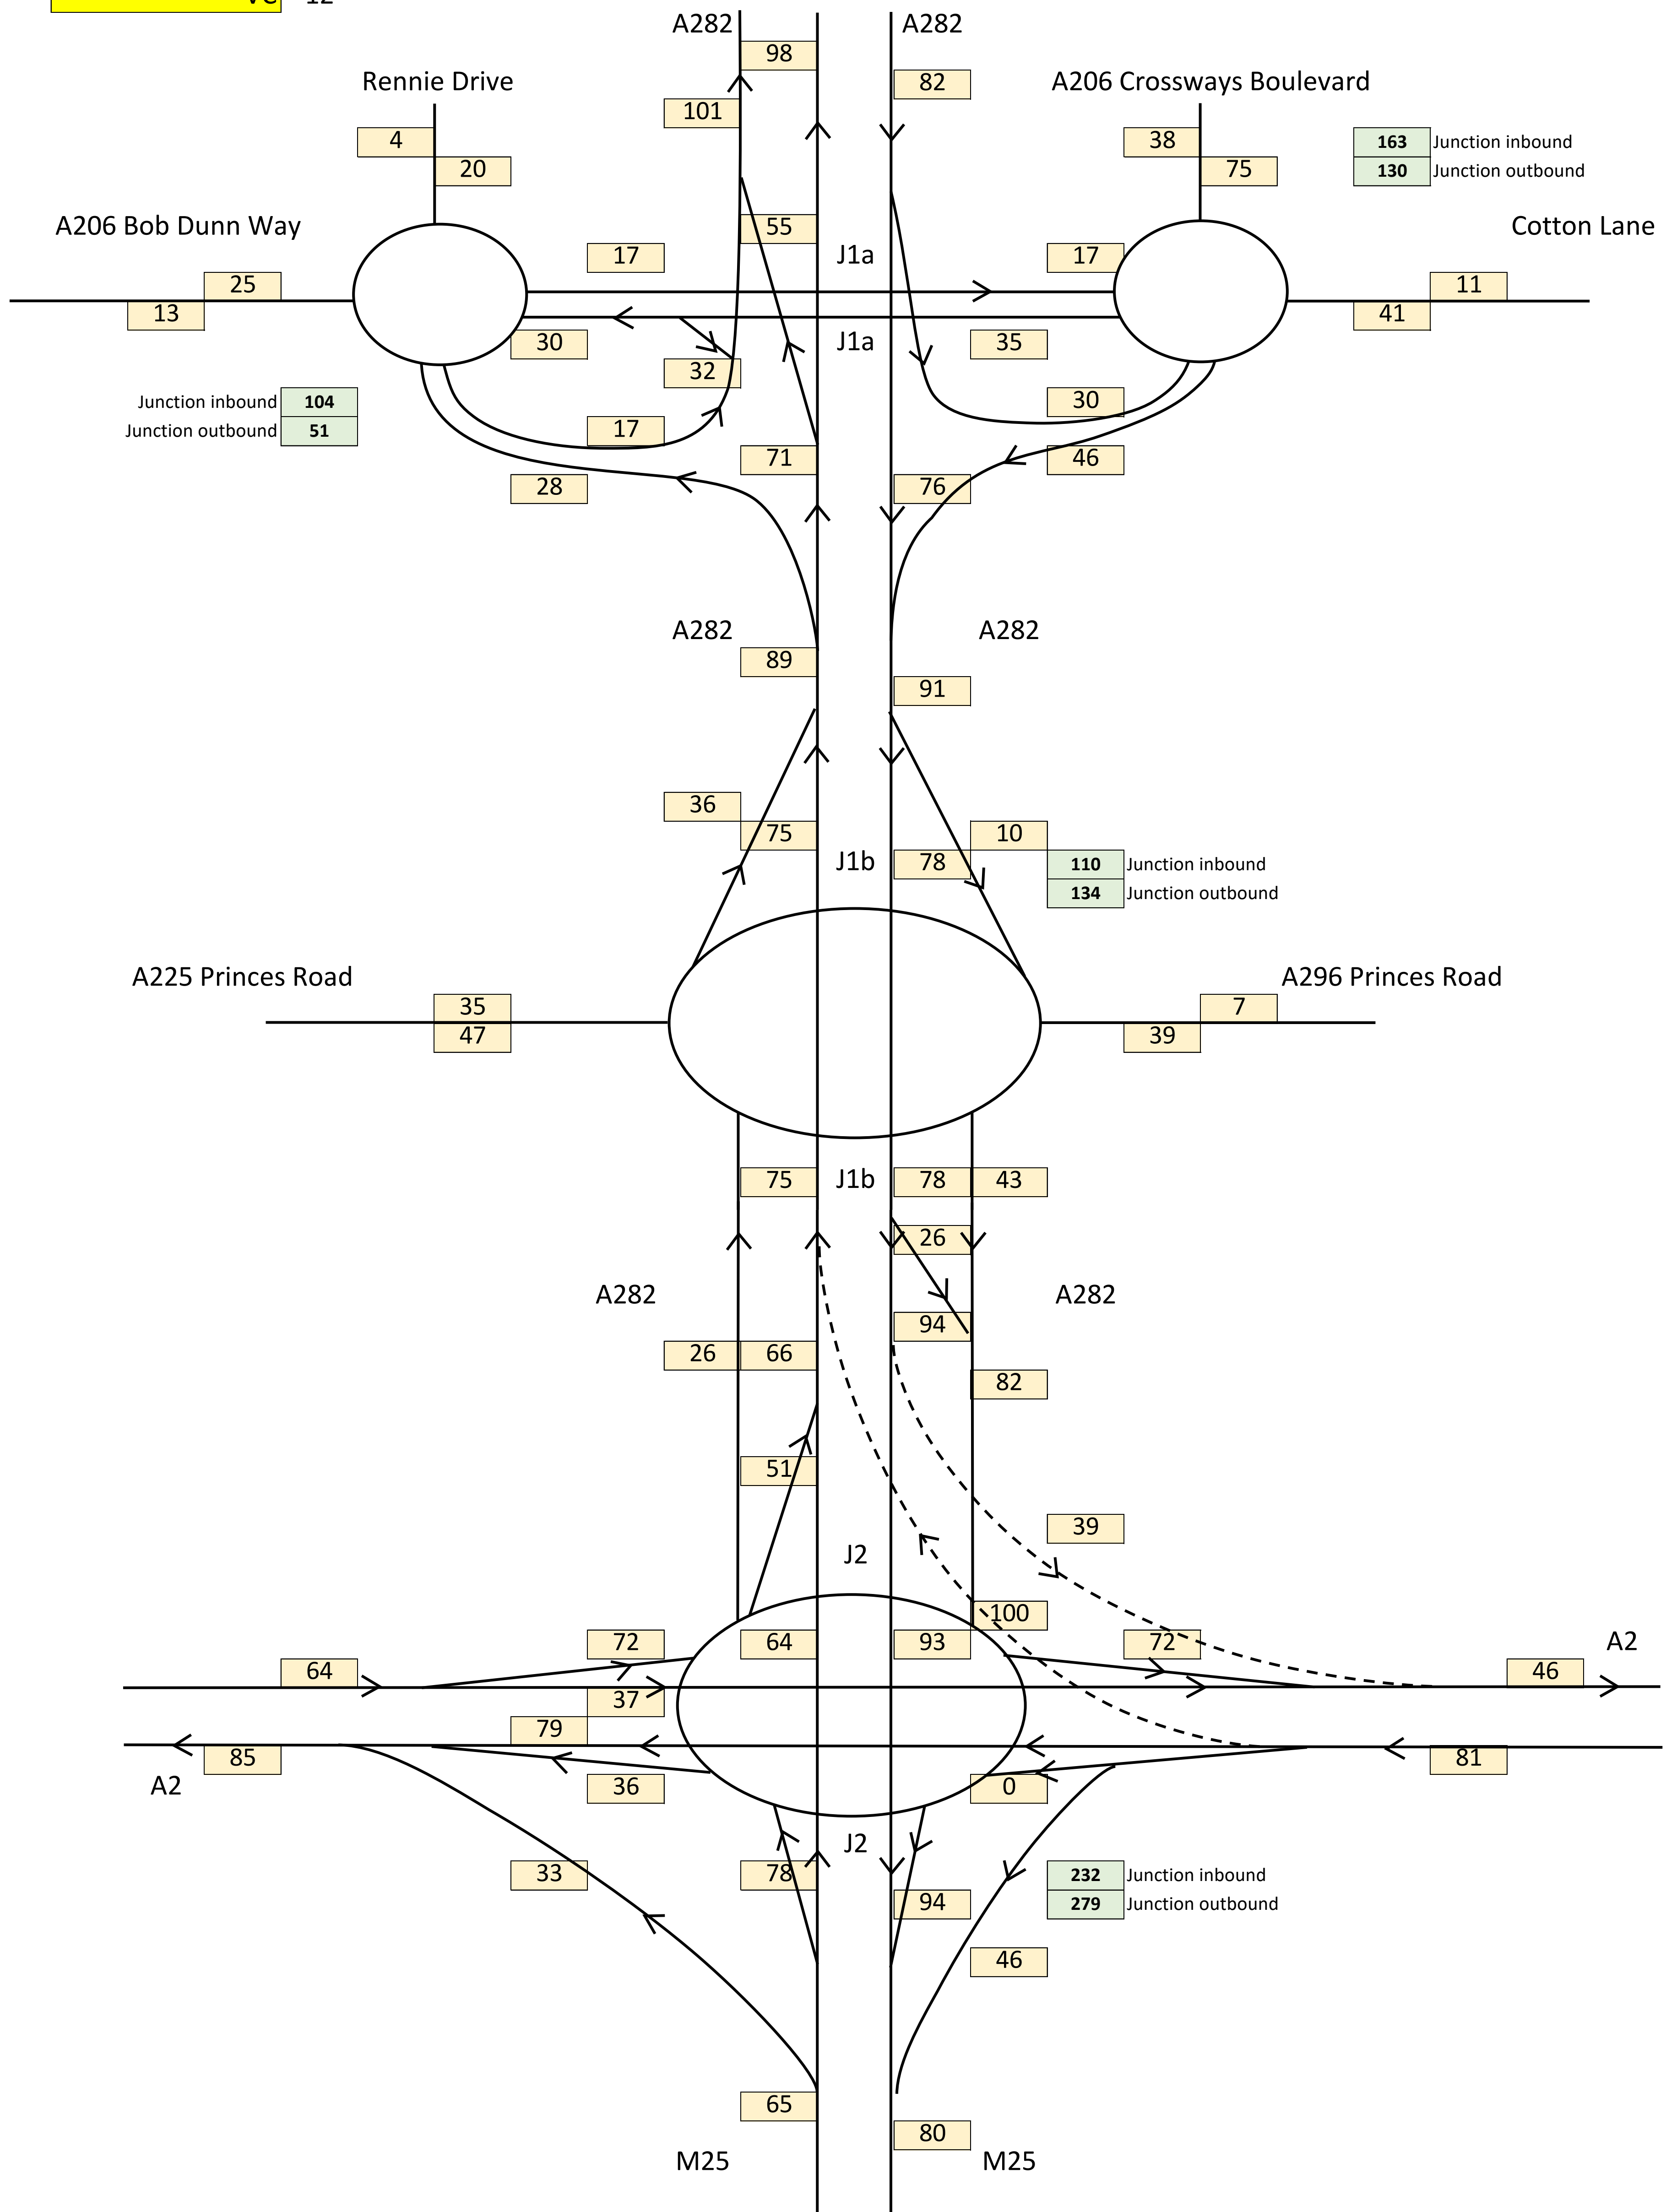 12
A282
A282
98
82
Rennie Drive
A206 Crossways Boulevard
101
4
38
163 Junction inbound
20
75
130 Junction outbound
A206 Bob Dunn Way
55
Cotton Lane
17
J1a
17
25
11
13
41
30
J1a
35
32
Junction inbound 104
30
Junction outbound 51
17
71
46
28
76
A282
A282
89
91
36
10
75
J1b
78
110 Junction inbound
134 Junction outbound
A225 Princes Road
A296 Princes Road
35
7
47
39
75
J1b
78
43
26
A282
A282
94
26
66
82
51
39
J2
100
72
64
93
72
A2
64
46
37
79
85
81
A2
36
0
J2
33
78
232 Junction inbound
94
279 Junction outbound
46
65
80
M25
M25